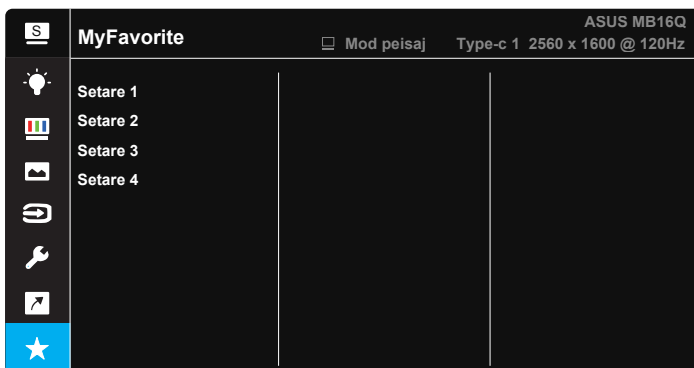 S
ASUS MB16Q
MyFavorite
Mod peisaj Type-c 1 2560 x 1600 @ 120Hz
Setare 1
Setare 2
Setare 3
Setare 4